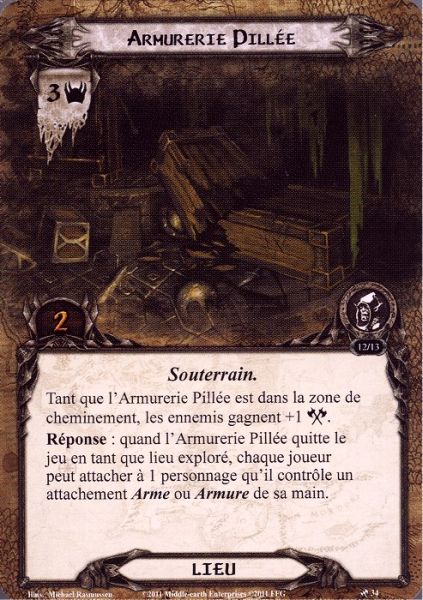 Armurerie Pillée
3
2
12/13
Souterrain.
Tant que l'Armurerie Pillée est dans la zone de
cheminement, les ennemis gagnent +1 .
Réponse : quand l'Armurerie Pillée quitte le
jeu en tant que lieu exploré, chaque joueur
peut attacher à 1 personnage qu'il contrôle un
attachement Arme ou Armure de sa main.
LIEU
Illus. Michael Rasmussen ©2011 Middle-earth Enterprises ©2011 FFG 34